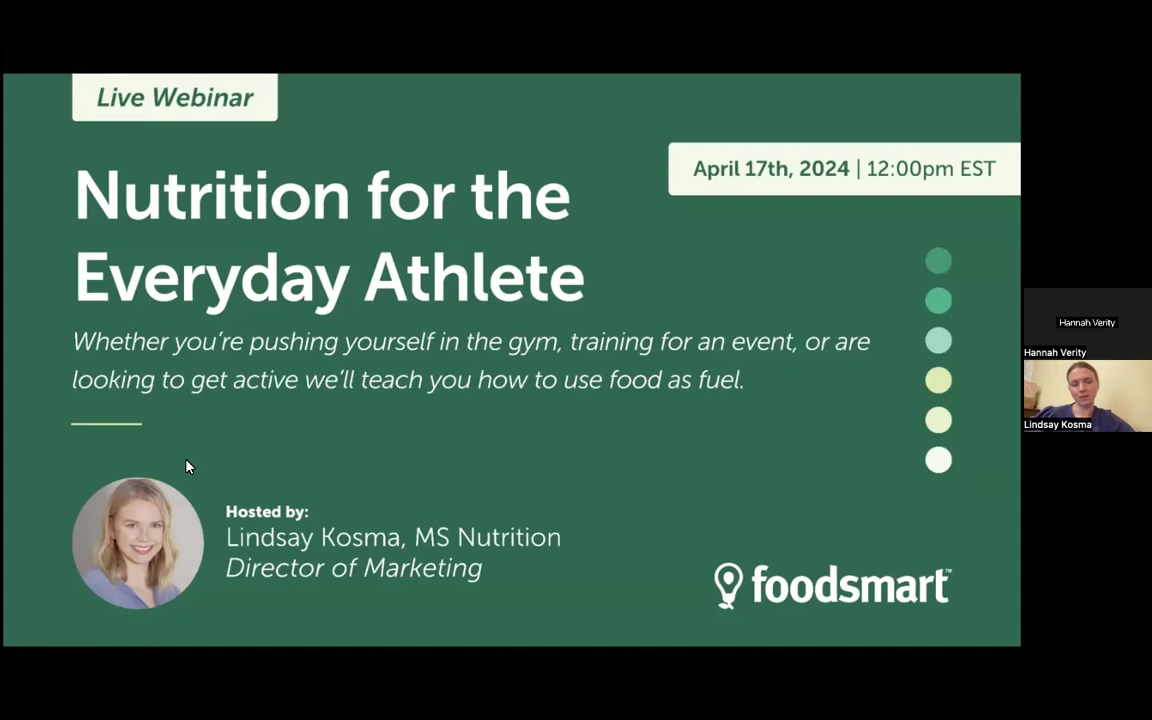 Live Webinar
April 17th, 2024 | 12:00pm EST
Nutrition for the
Everyday Athlete
Whether you're pushing yourself in the gym, training for an event, or are
looking to get active we'll teach you how to use food as fuel.
Hosted by:
Lindsay Kosma, MS Nutrition
Director of Marketing
foodsmart™
Hannah Verity
Hannah Verity
Lindsay Kosma